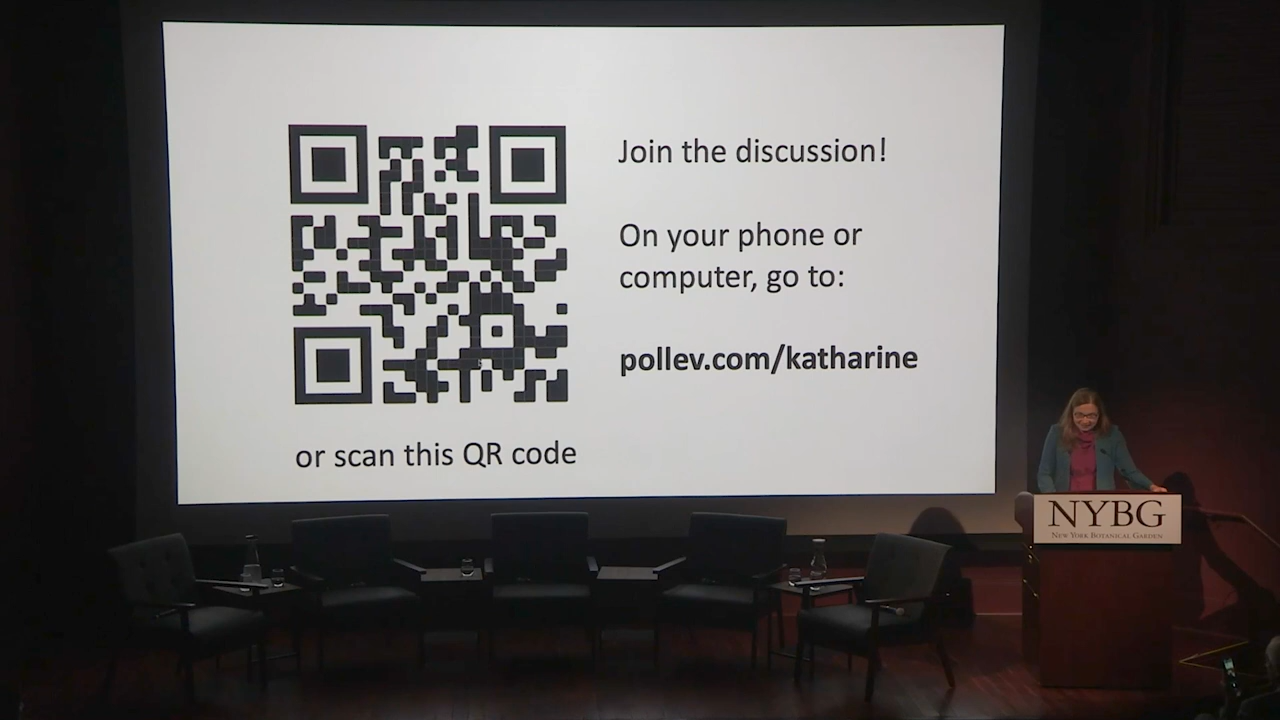 Join the discussion!
On your phone or
computer, go to:
pollev.com/katharine
or scan this QR code
NYBG
New York Botanical Garden